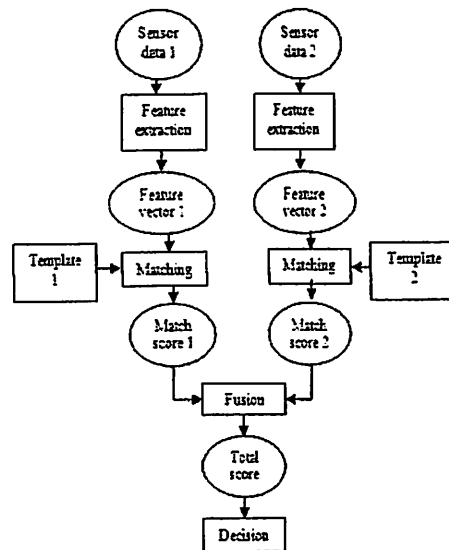 Sensor
data 1
Sensor
data 2
Feature
extraction
Feature
extraction
Feature
vector 1
Feature
vector 2
Template
1
Matching
Matching
Template
2
Match
score 1
Match
score 2
Fusion
Total
score
Decision